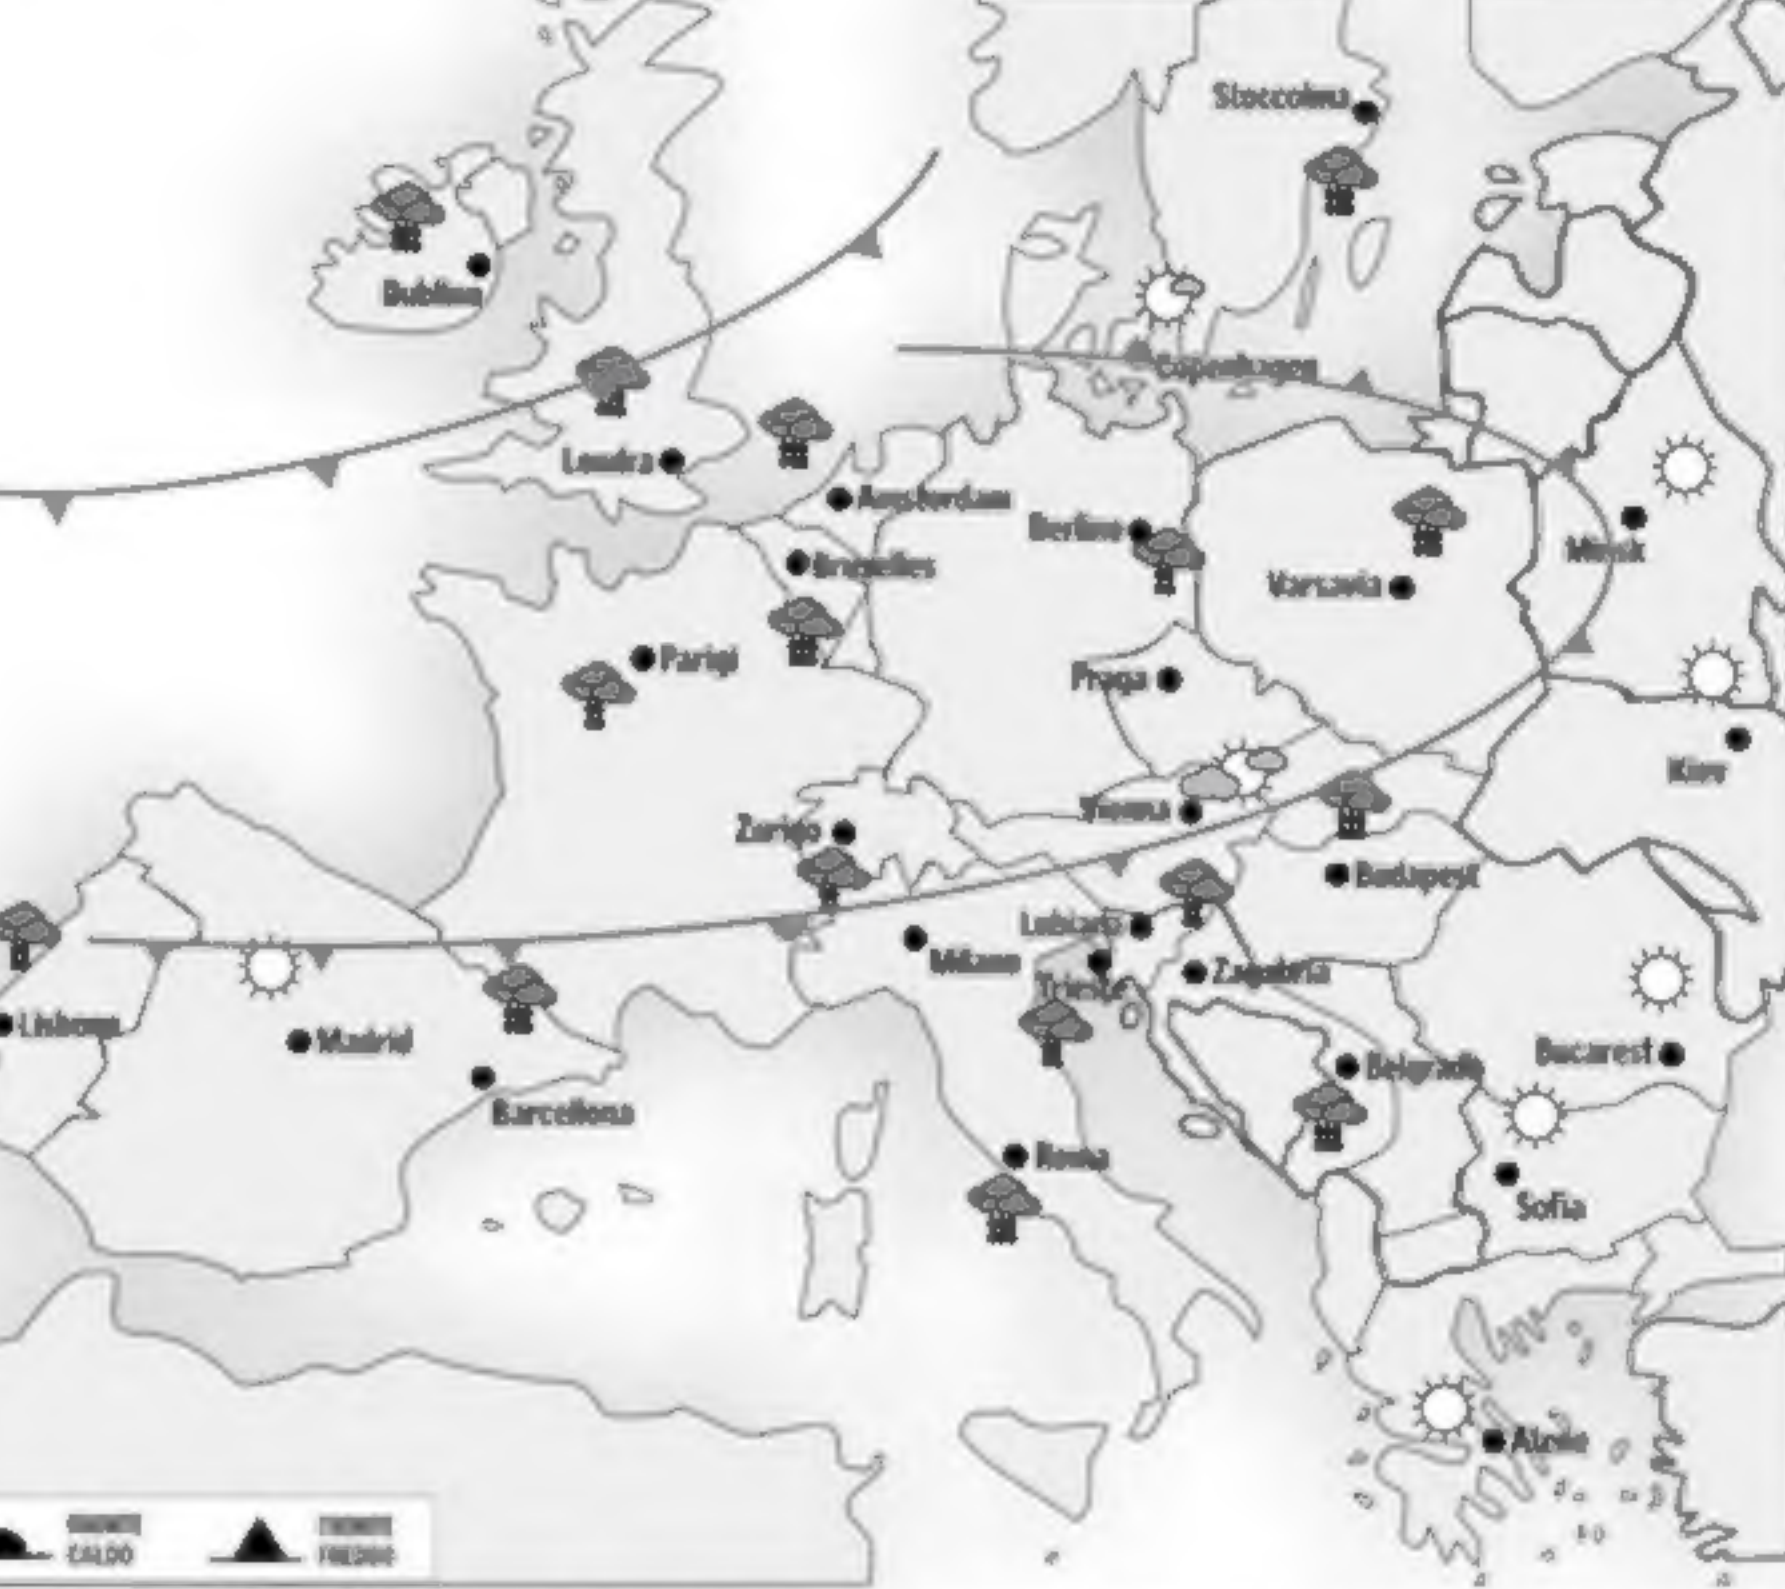 Stoccolma
Dublino
Copenhagen
Londra
Amsterdam
Berlino
Bruxelles
Minsk
Varsavia
Parigi
Praga
Kiev
Vienna
Zurigo
Budapest
Lubiana
Milano
Zagabria
Trieste
Lisbona
Madrid
Bucarest
Belgrado
Barcellona
Roma
Sofia
Atene
FRONTE
CALDO
FRONTE
FREDDO